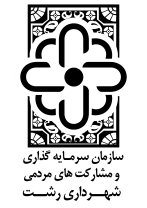 سازمان سرمایه گذاری
و مشارکت های مردمی
شهرداری رشت